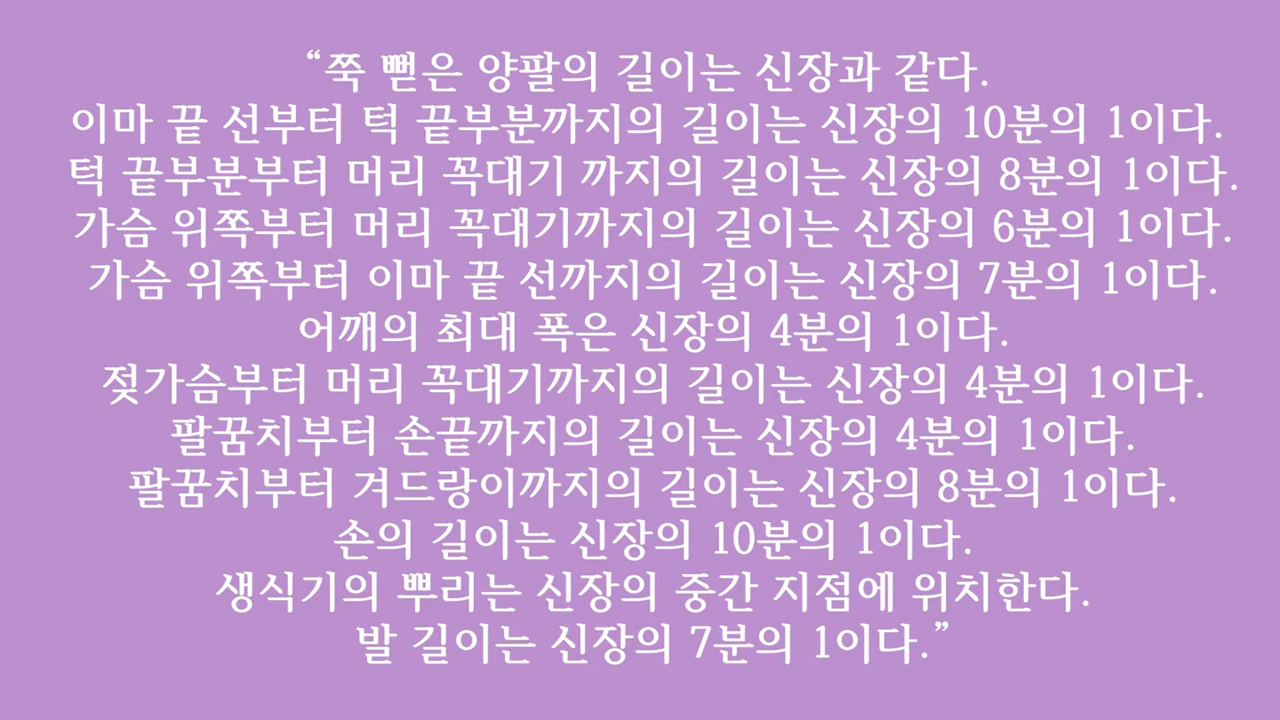 “쭉 뻗은 양팔의 길이는 신장과 같다.
이마 끝 선부터 턱 끝부분까지의 길이는 신장의 10분의 1이다.
턱 끝부분부터 머리 꼭대기 까지의 길이는 신장의 8분의 1이다.
가슴 위쪽부터 머리 꼭대기까지의 길이는 신장의 6분의 1이다.
가슴 위쪽부터 이마 끝 선까지의 길이는 신장의 7분의 1이다.
어깨의 최대 폭은 신장의 4분의 1이다.
젖가슴부터 머리 꼭대기까지의 길이는 신장의 4분의 1이다.
팔꿈치부터 손끝까지의 길이는 신장의 4분의 1이다.
팔꿈치부터 겨드랑이까지의 길이는 신장의 8분의 1이다.
손의 길이는 신장의 10분의 1이다.
생식기의 뿌리는 신장의 중간 지점에 위치한다.
발 길이는 신장의 7분의 1이다.”